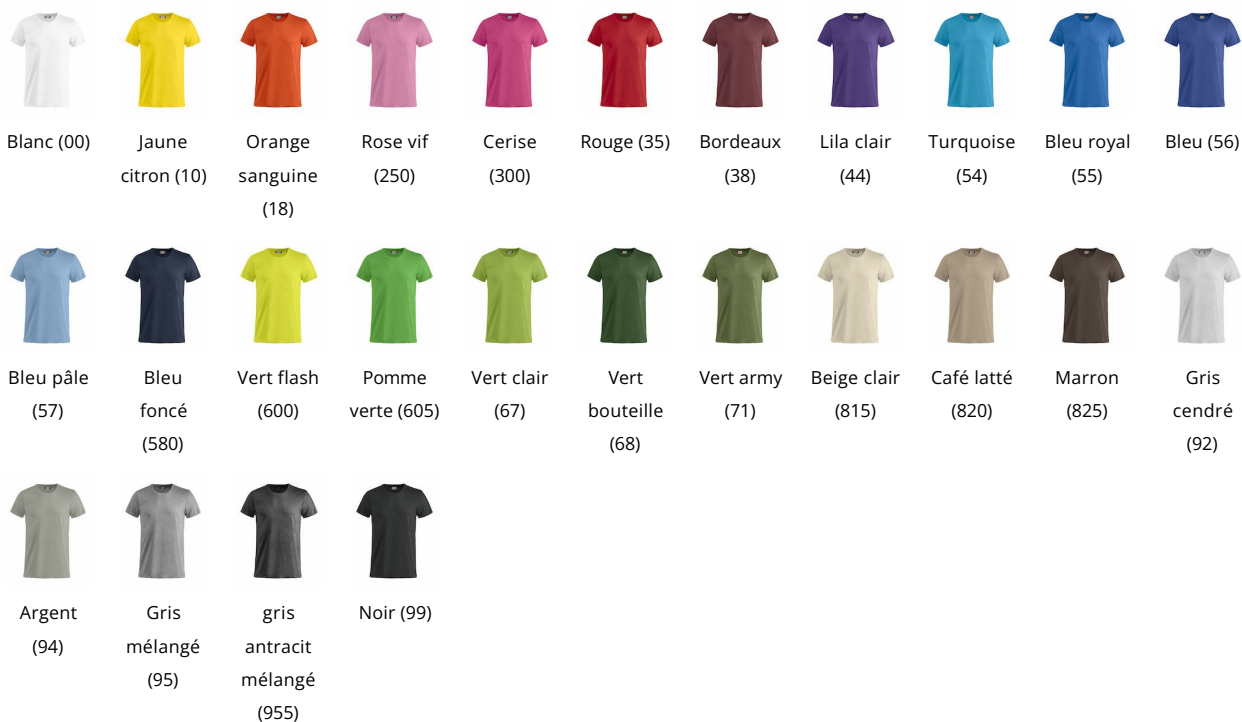 Blanc (00)
Jaune
citron (10)
Orange
sanguine
(18)
Rose vif
(250)
Cerise
(300)
Rouge (35)
Bordeaux
(38)
Lila clair
(44)
Turquoise
(54)
Bleu royal
(55)
Bleu (56)
Bleu pâle
(57)
Bleu
foncé
(580)
Vert flash
(600)
Pomme
verte (605)
Vert clair
(67)
Vert
bouteille
(68)
Vert army
(71)
Beige clair
(815)
Café latté
(820)
Marron
(825)
Gris
cendré
(92)
Argent
(94)
Gris
mélangé
(95)
gris
antracit
mélangé
(955)
Noir (99)